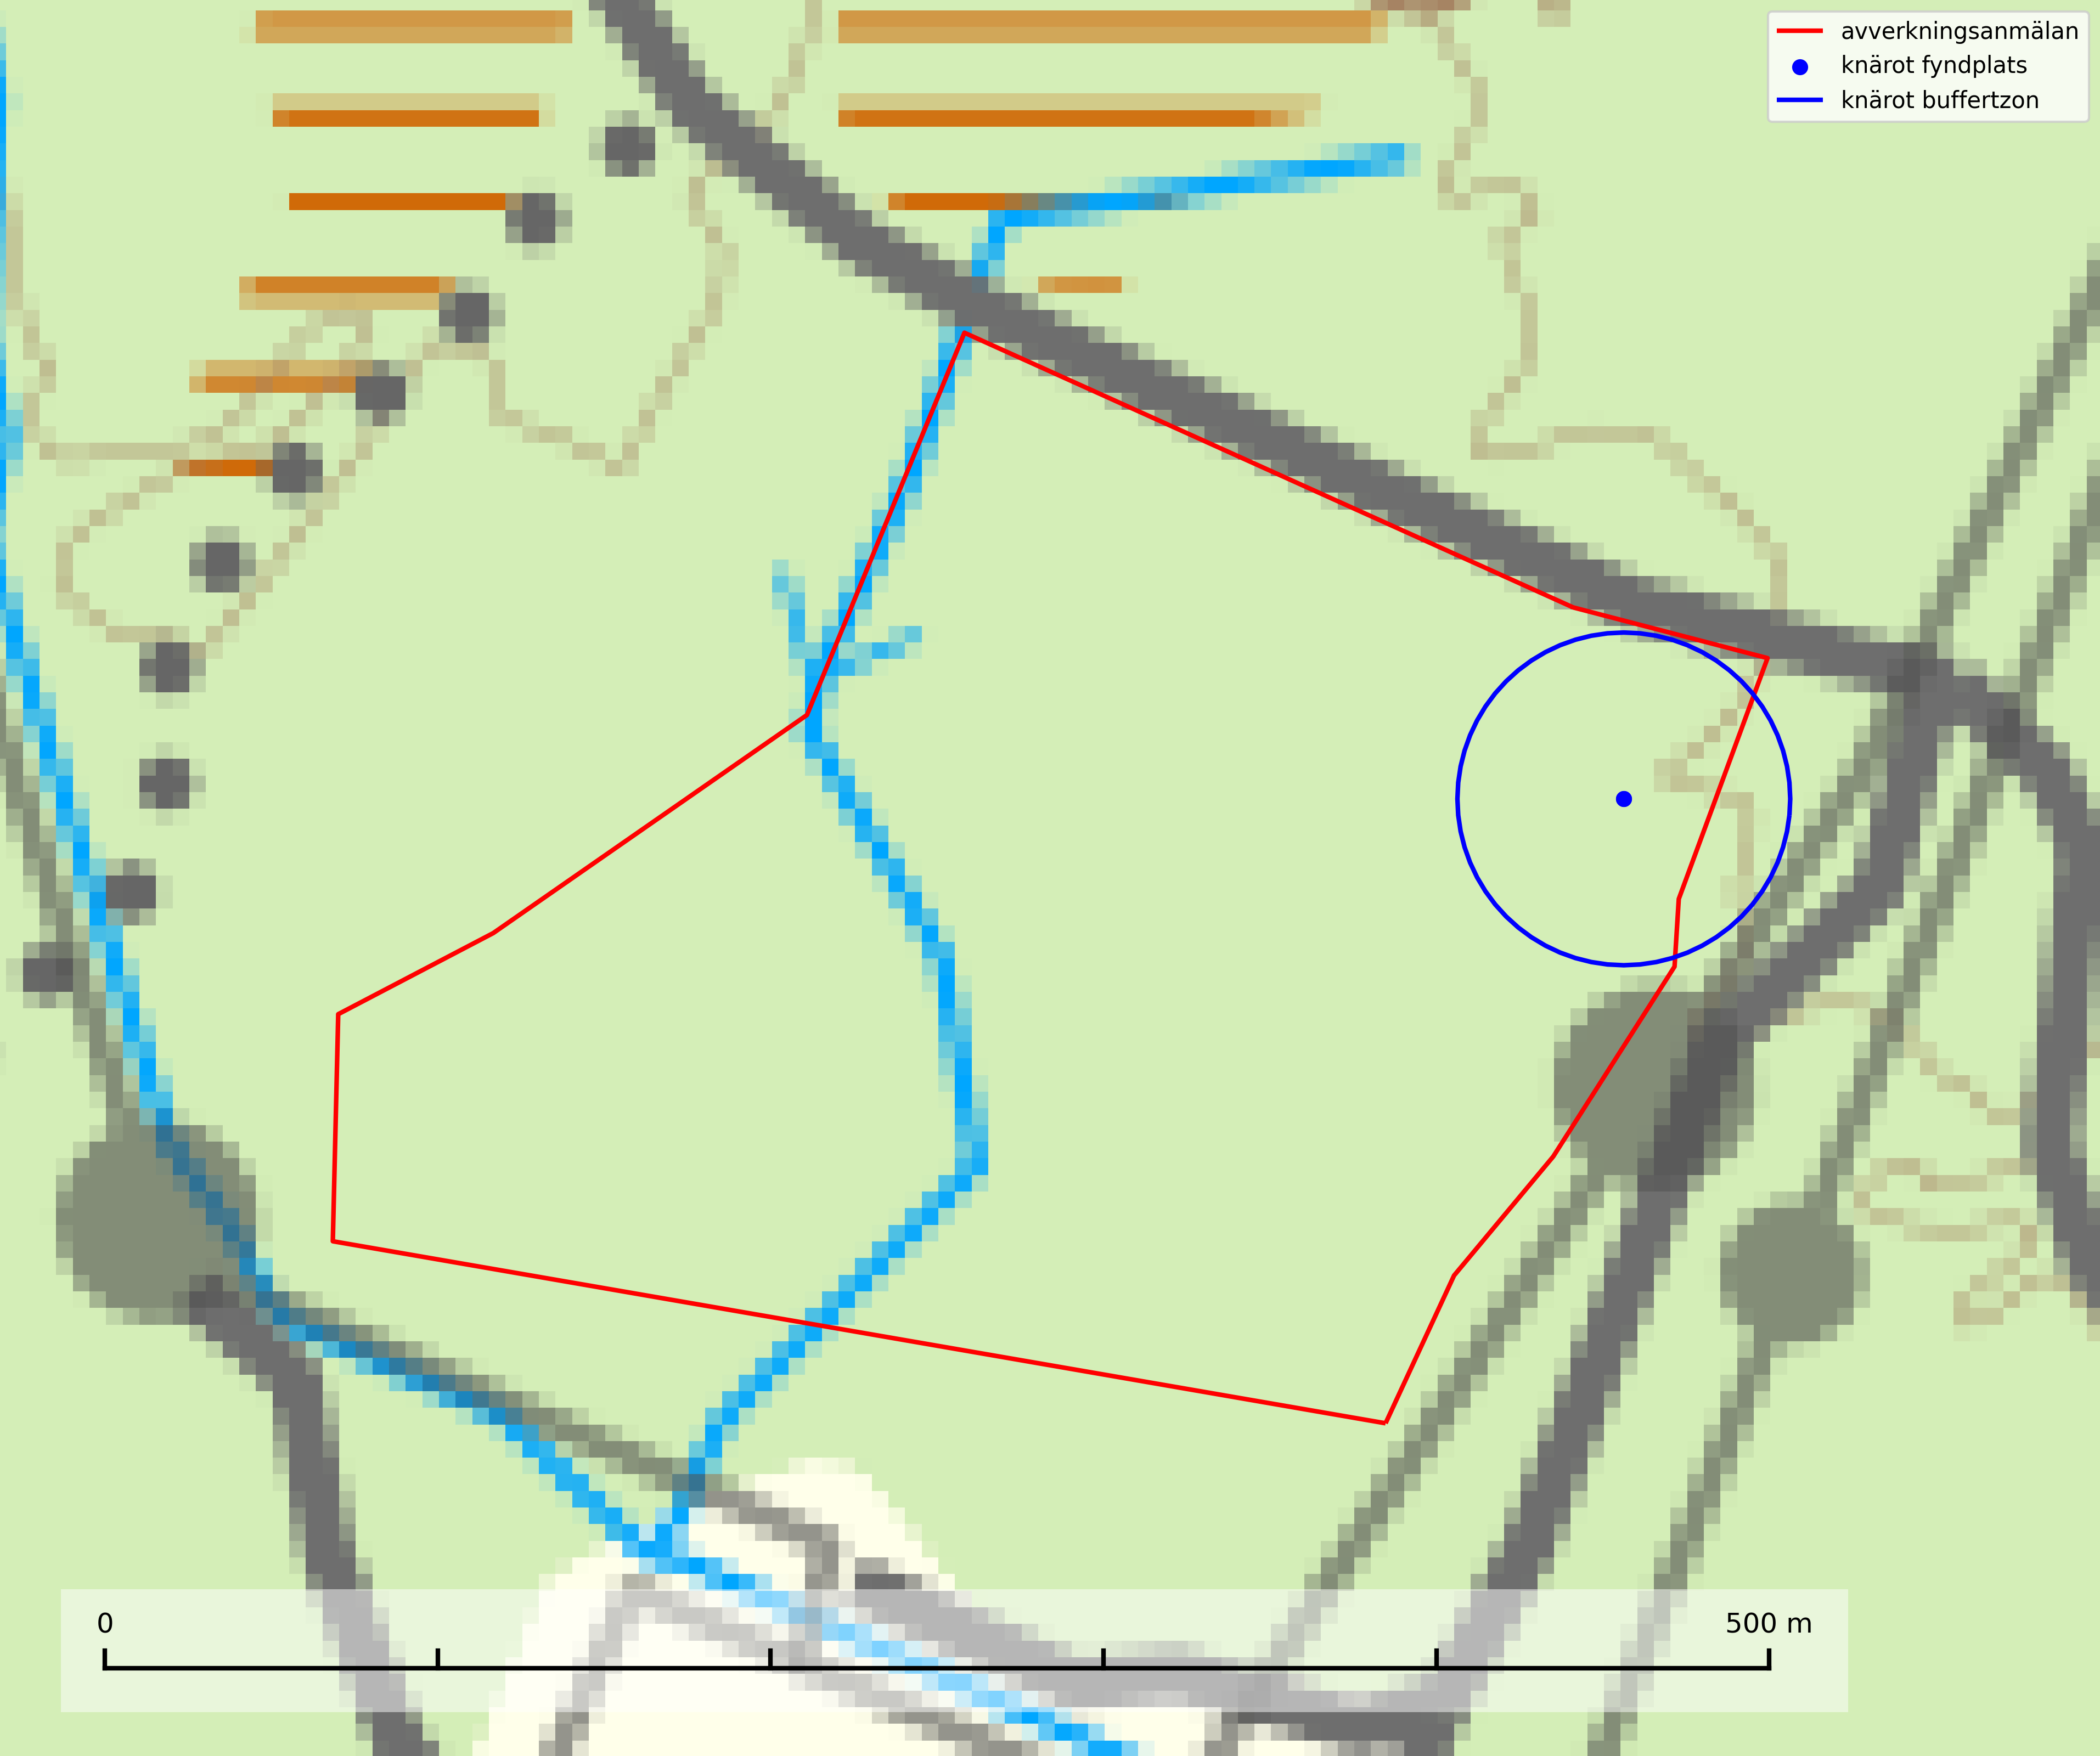 avverkningsanmälan
knärot fyndplats
knärot buffertzon
0
500 m